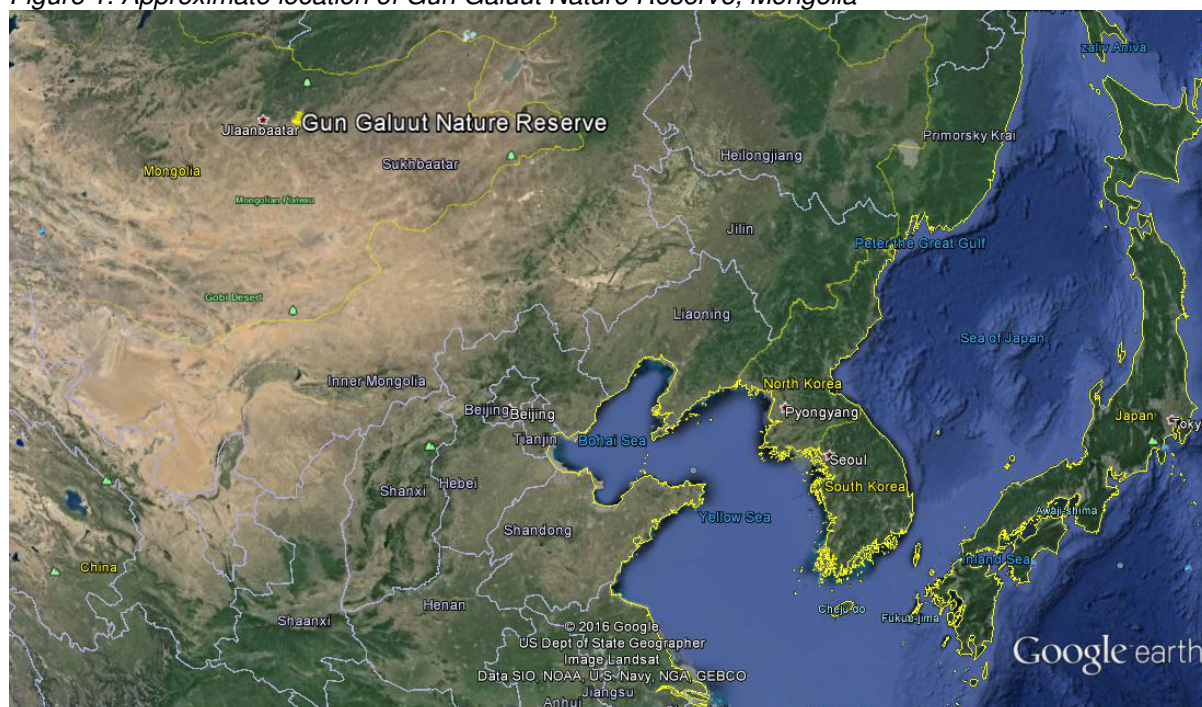 Figure 1. Approximate location of Gun Galuut Nature Reserve, Mongolia
zaliv Aniva
Ulaanbaatar
Gun Galuut Nature Reserve
Primorsky Krai
Heilongjiang
Sukhbaatar
Mongolia
Mongolian Plateau
Jilin
Peter the Great Gulf
Gobi Desert
Liaoning
Sea of Japan
Inner Mongolia
North Korea
Beijing
Beijing
Pyongyang
Japan
Toky
Tianjin
Bohai Sea
Seoul
Shanxi
Hebei
South Korea
Awaji-shima
Yellow Sea
Shandong
Inland Sea
China
Henan
Cheju do
Fukue-jima
Shaanxi
© 2016 Google
US Dept of State Geographer
Image Landsat
Data SIO, NOAA, U.S. Navy, NGA, GEBCO
Google earth
Jiangsu
Anhui